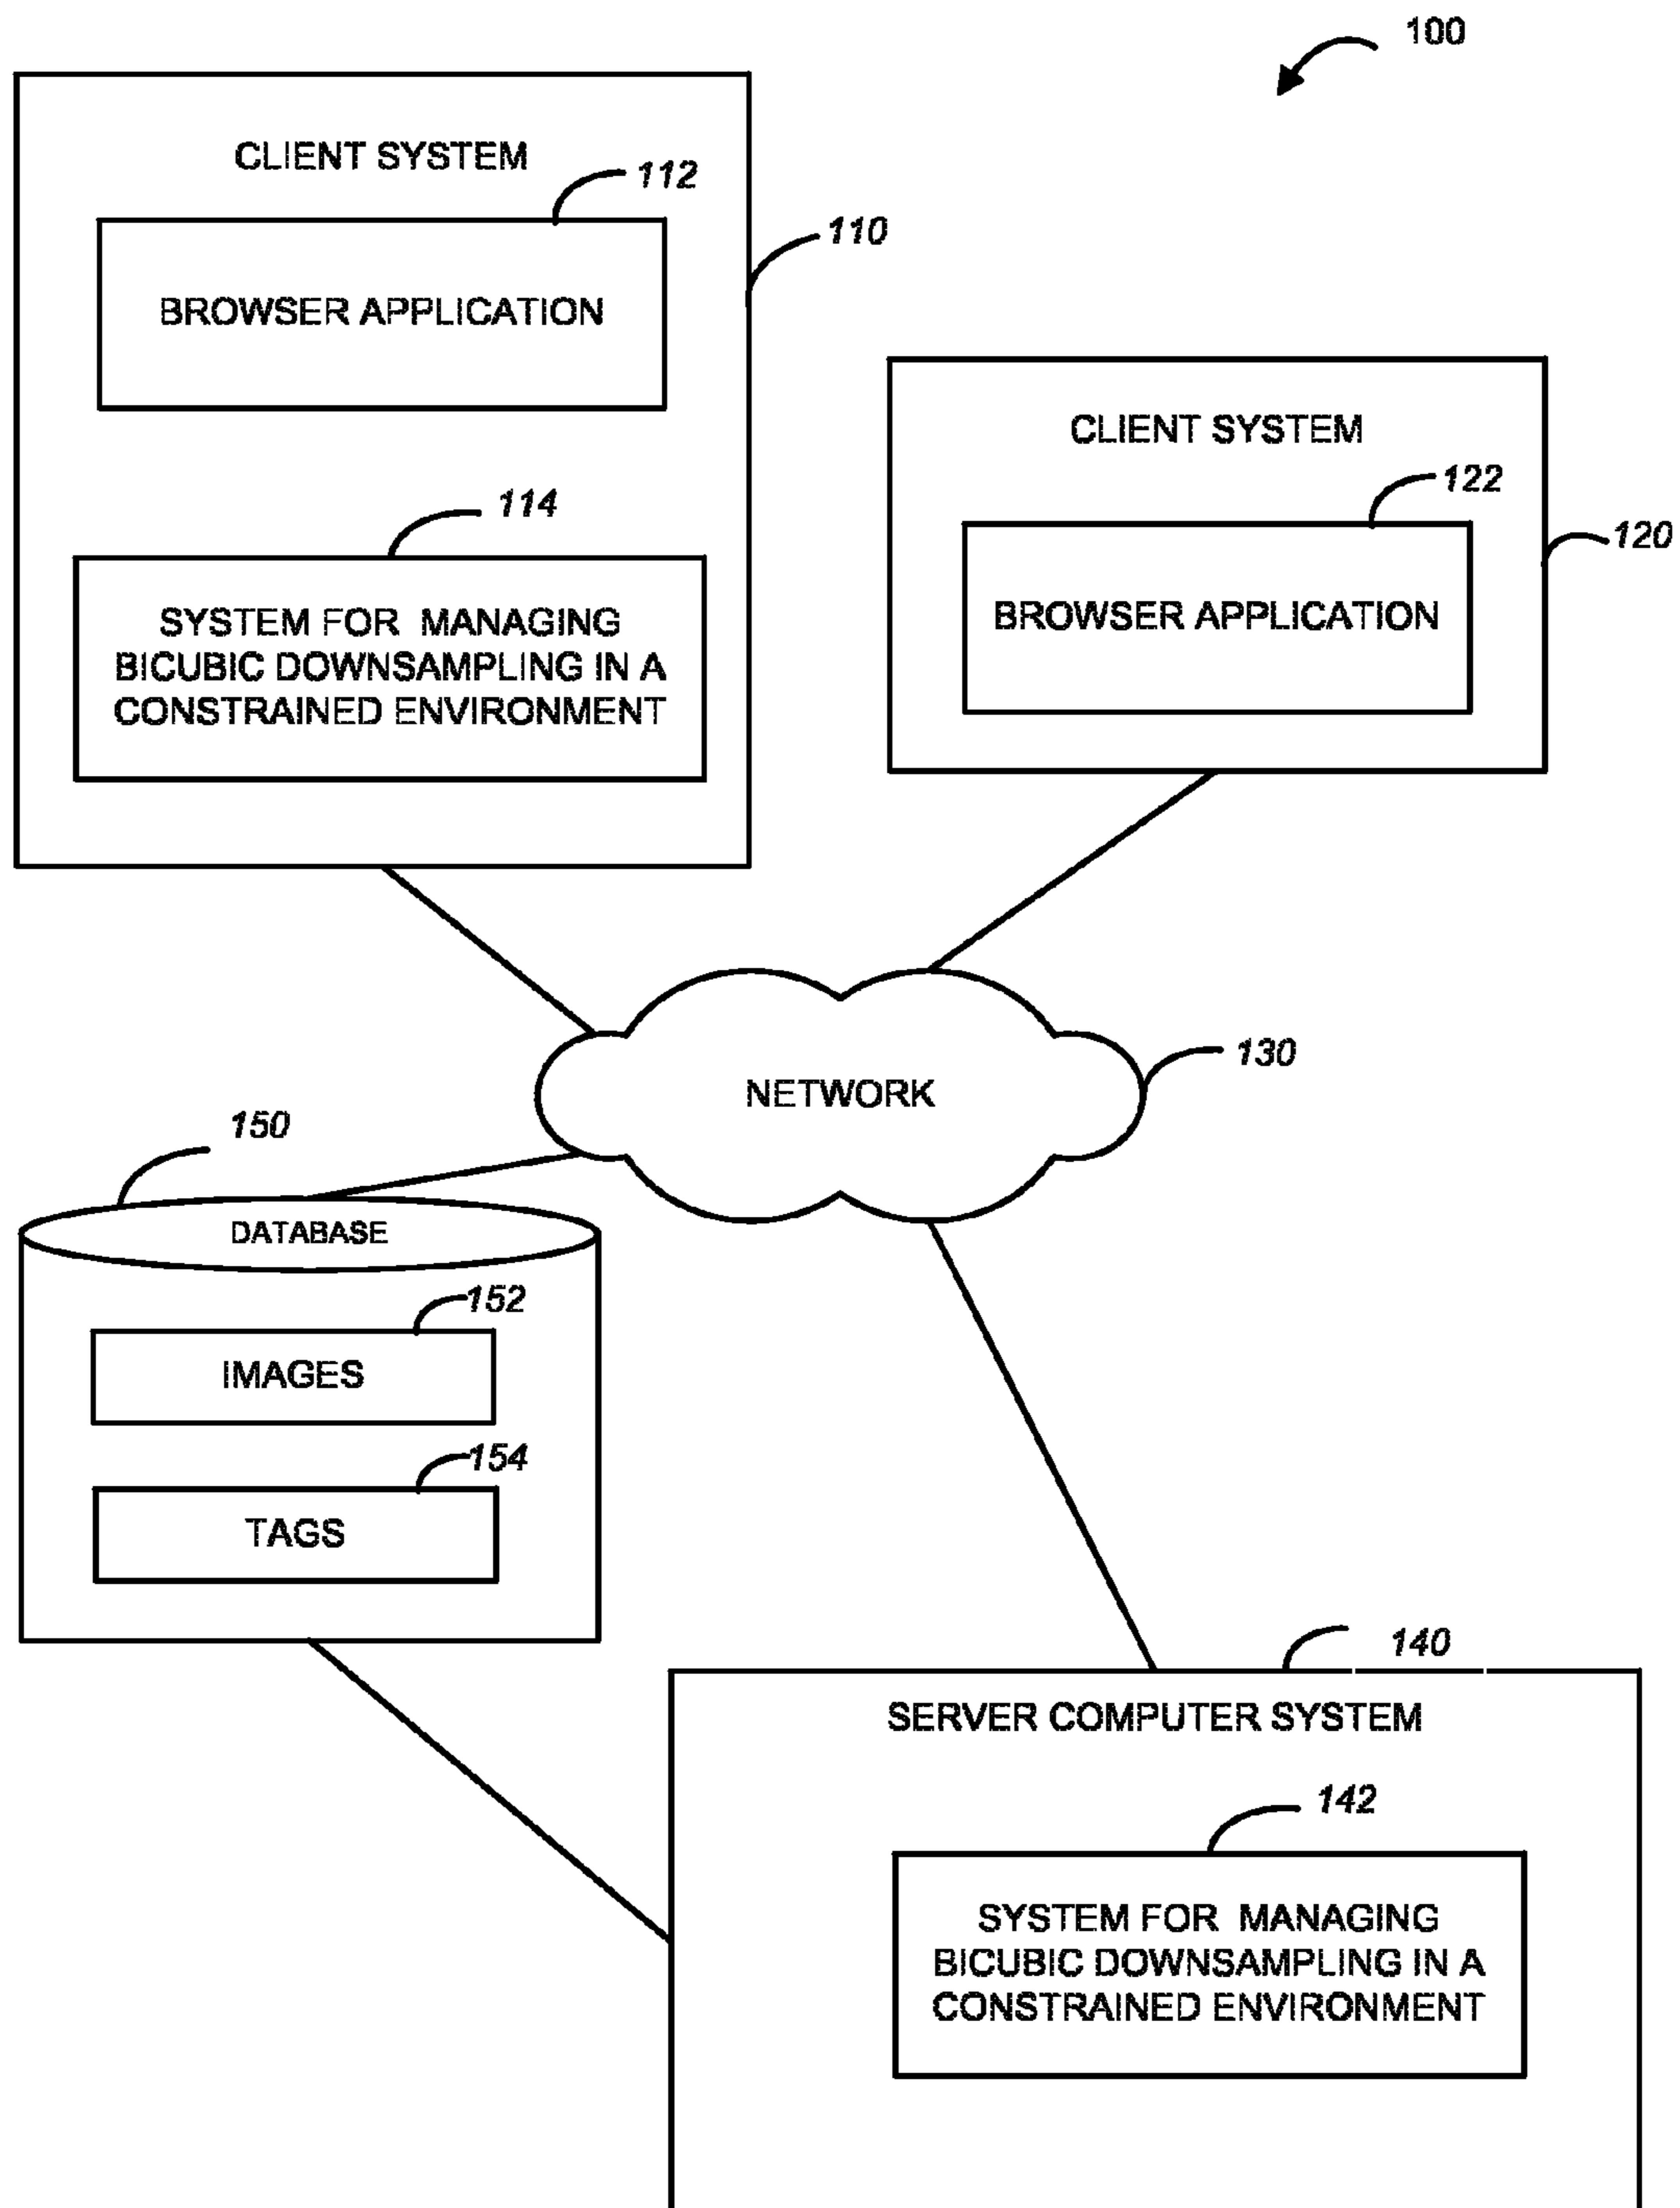 100
CLIENT SYSTEM
112
BROWSER APPLICATION
110
114
SYSTEM FOR MANAGING
BICUBIC DOWNSAMPLING IN A
CONSTRAINED ENVIRONMENT
CLIENT SYSTEM
122
BROWSER APPLICATION
120
NETWORK
130
150
DATABASE
152
IMAGES
154
TAGS
140
SERVER COMPUTER SYSTEM
142
SYSTEM FOR MANAGING
BICUBIC DOWNSAMPLING IN A
CONSTRAINED ENVIRONMENT